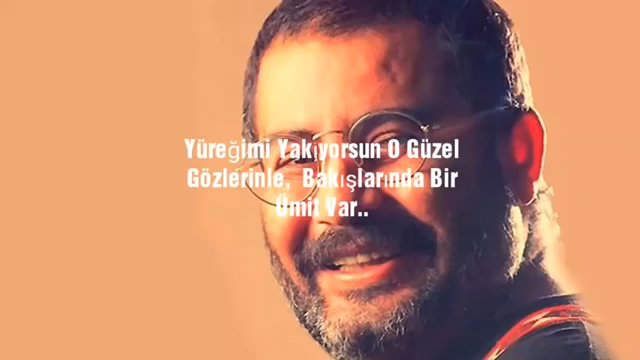 Yüreğimi Yakıyorsun O Güzel
Gözlerinle, Bakışlarında Bir
Ümit Var..